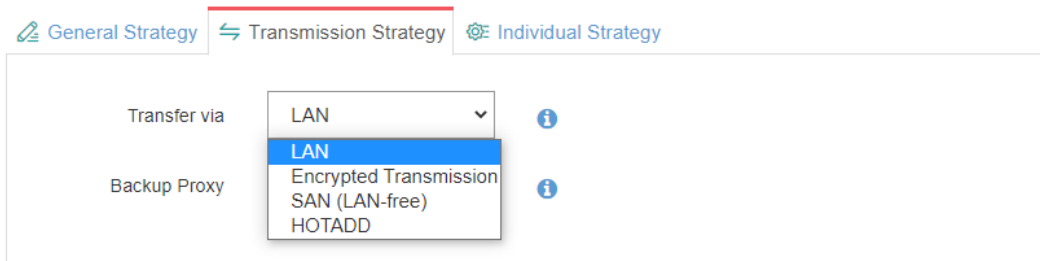 General Strategy Transmission Strategy Individual Strategy
Transfer via LAN
LAN
Encrypted Transmission
Backup Proxy
SAN (LAN-free)
HOTADD